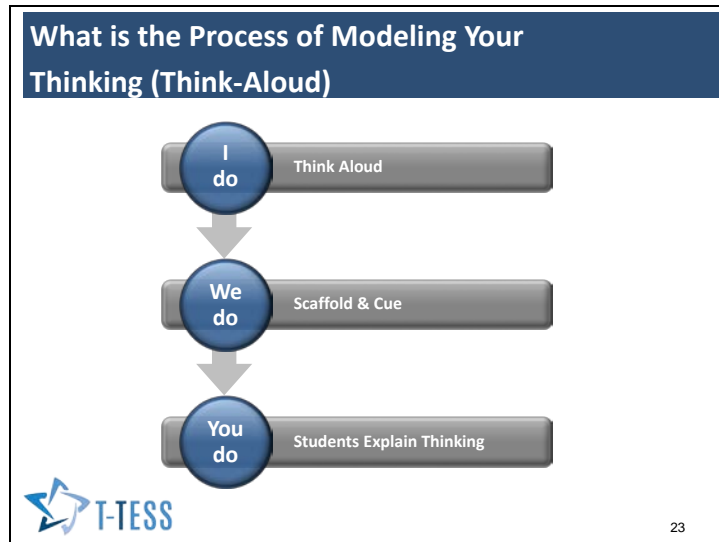 What is the Process of Modeling Your
Thinking (Think-Aloud)
I
do
Think Aloud
We
do
Scaffold & Cue
You
do
Students Explain Thinking
T-TESS
23